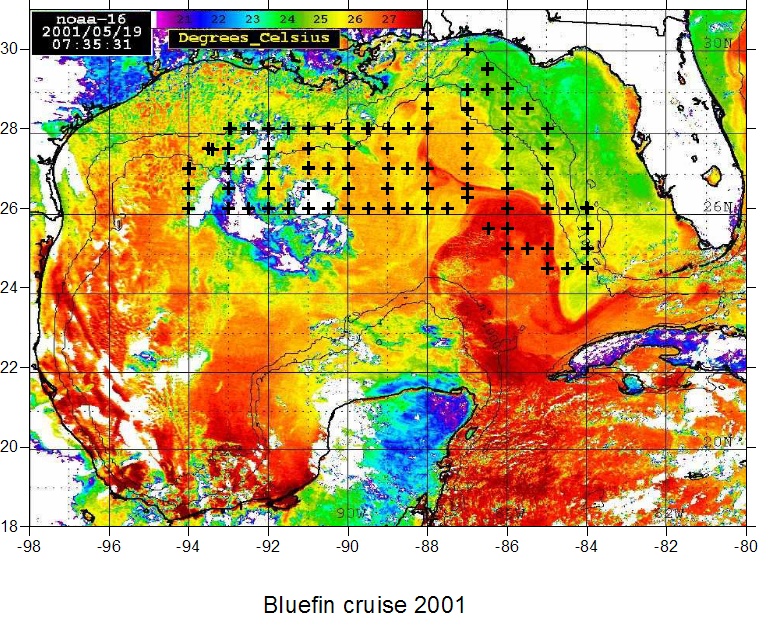 noaa-16
2001/05/19
07:35:31
21 22 23 24 25 26 27
Degrees_Celsius
30
28
26
24
22
20
18
30N
26N
20N
90W
82W
-98 -96 -94 -92 -90 -88 -86 -84 -82 -80
Bluefin cruise 2001